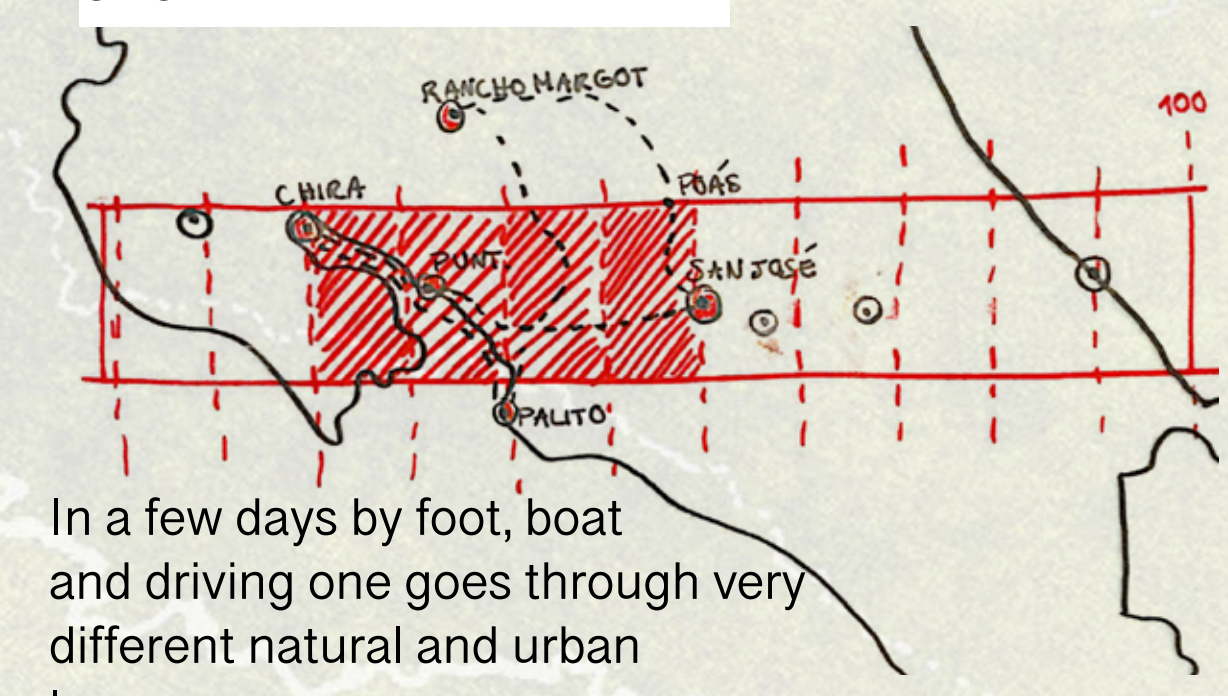 RANCHO MARGOT
100
POÁS
CHIRA
PUNT.
SAN JOSÉ
PALITO
In a few days by foot, boat
and driving one goes through very
different natural and urban